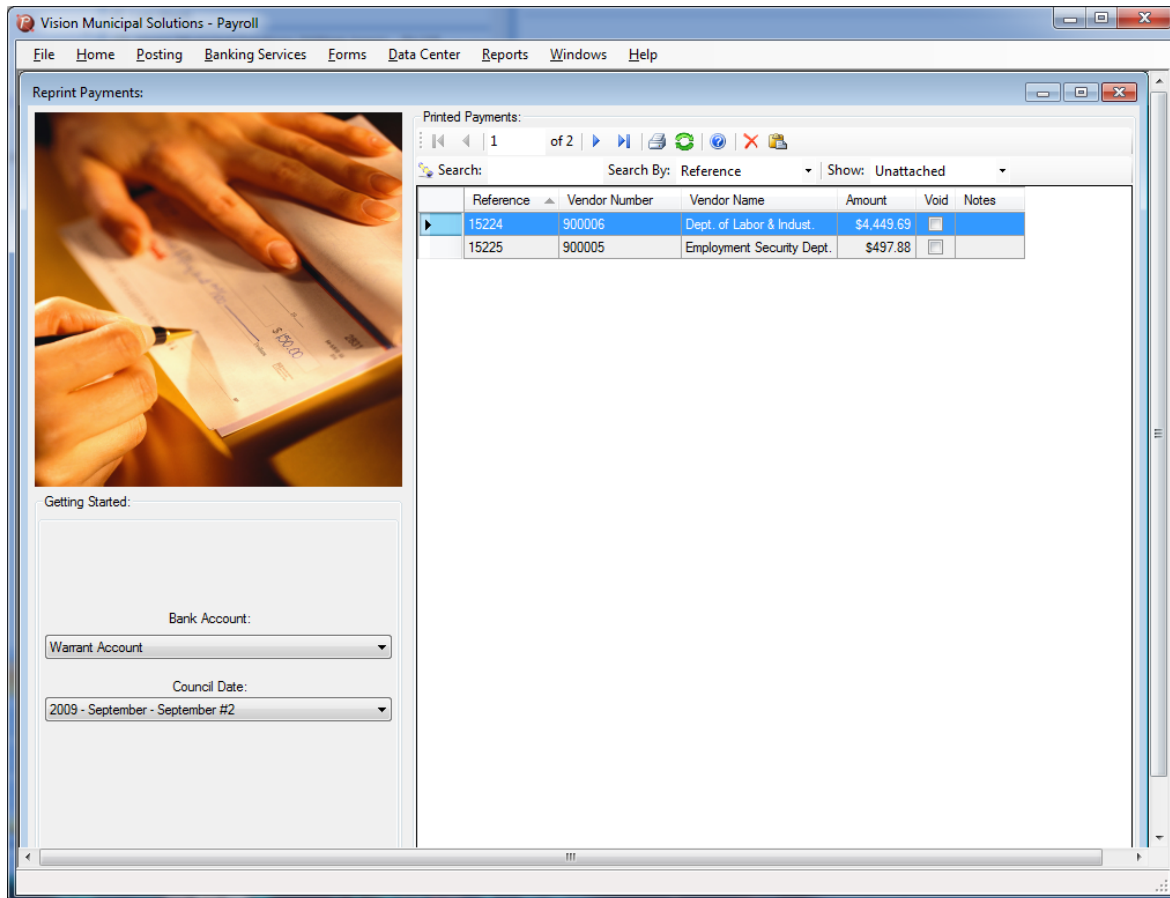 Vision Municipal Solutions - Payroll
File Home Posting Banking Services Forms Data Center Reports Windows Help
Reprint Payments:
Printed Payments:
1 of 2
Search: Search By: Reference Show: Unattached
Reference Vendor Number Vendor Name Amount Void Notes
15224 900006 Dept. of Labor & Indust. $4,449.69
15225 900005 Employment Security Dept. $497.88
$150.00
2931
Getting Started:
Bank Account:
Warrant Account
Council Date:
2009 - September - September #2